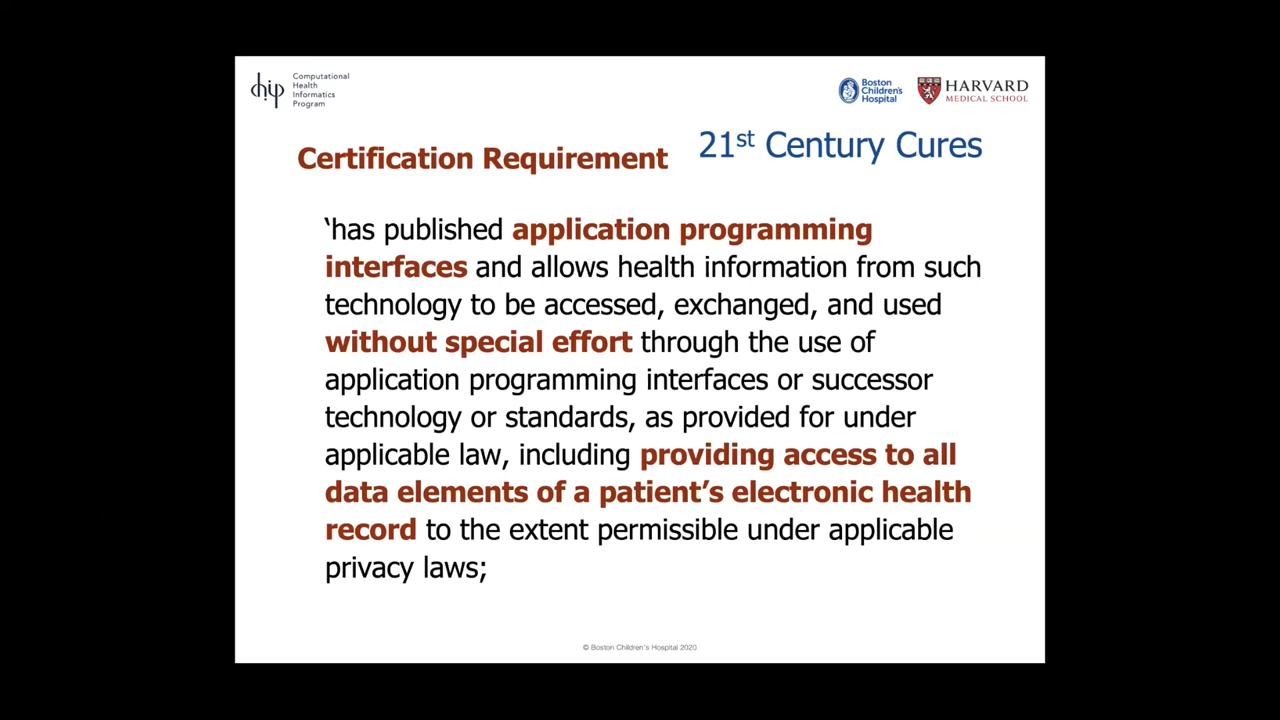 chip
Computational
Health
Informatics
Program
Boston
Children's
Hospital
HARVARD
MEDICAL SCHOOL
Certification Requirement
21st Century Cures
‘has published application programming
interfaces and allows health information from such
technology to be accessed, exchanged, and used
without special effort through the use of
application programming interfaces or successor
technology or standards, as provided for under
applicable law, including providing access to all
data elements of a patient’s electronic health
record to the extent permissible under applicable
privacy laws;
© Boston Children's Hospital 2020